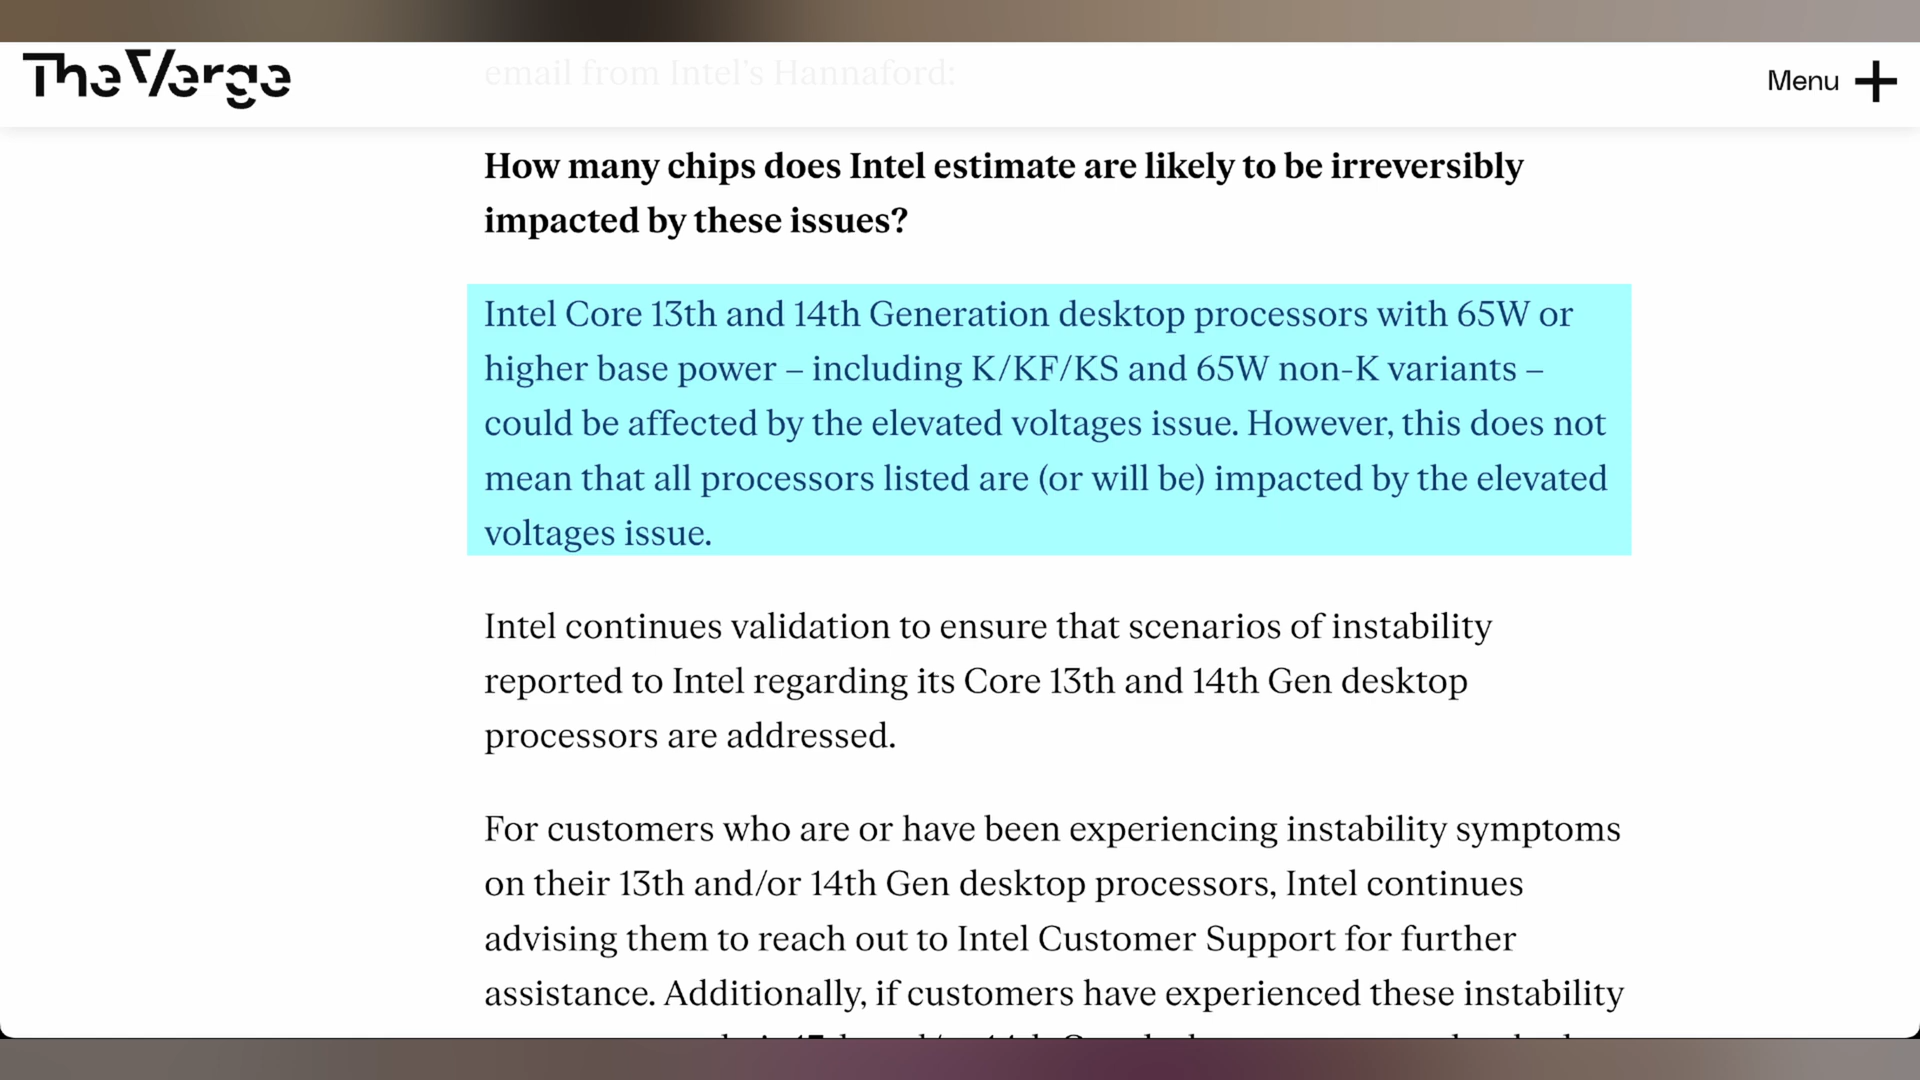 The Verge
email from Intel's Hannaford:
Menu
How many chips does Intel estimate are likely to be irreversibly
impacted by these issues?
Intel Core 13th and 14th Generation desktop processors with 65W or
higher base power – including K/KF/KS and 65W non-K variants –
could be affected by the elevated voltages issue. However, this does not
mean that all processors listed are (or will be) impacted by the elevated
voltages issue.
Intel continues validation to ensure that scenarios of instability
reported to Intel regarding its Core 13th and 14th Gen desktop
processors are addressed.
For customers who are or have been experiencing instability symptoms
on their 13th and/or 14th Gen desktop processors, Intel continues
advising them to reach out to Intel Customer Support for further
assistance. Additionally, if customers have experienced these instability